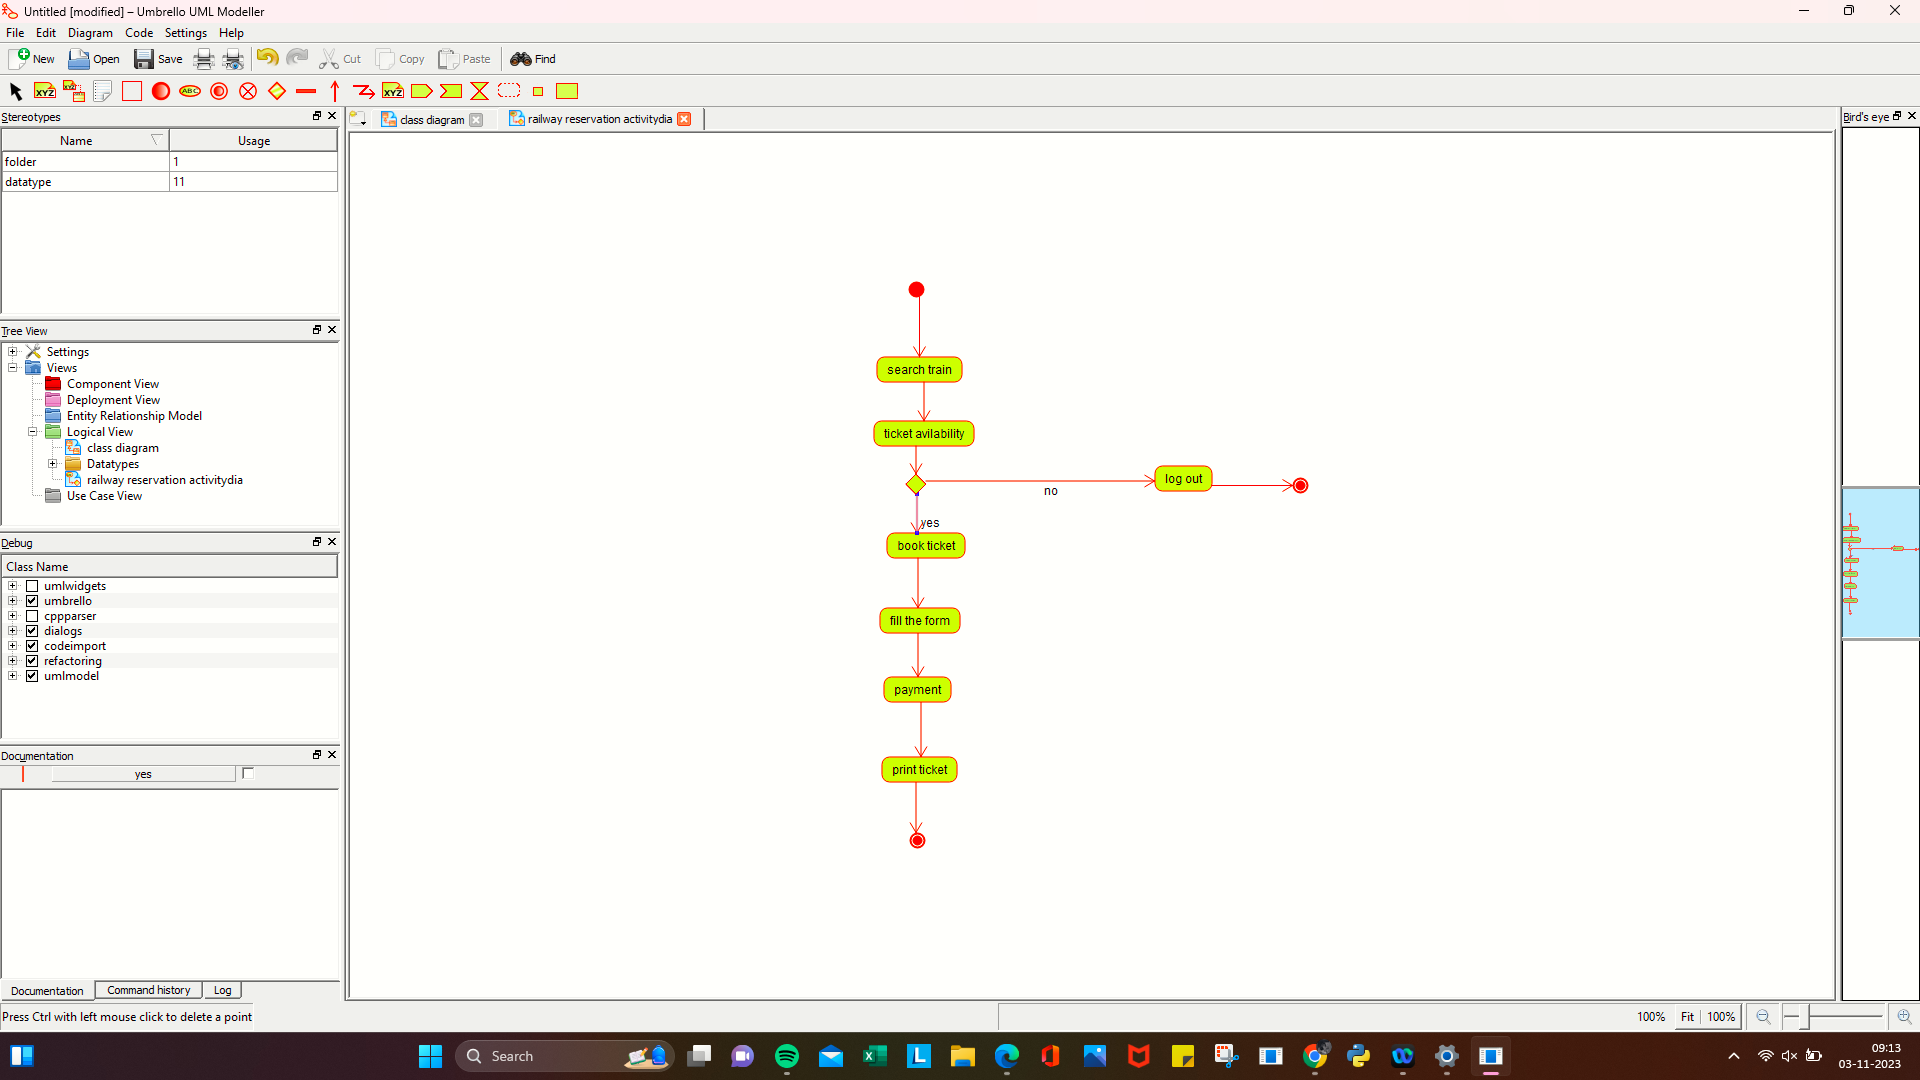 Untitled [modified] – Umbrello UML Modeller
File Edit Diagram Code Settings Help
New Open Save Cut Copy Paste Find
XYZ XYZ ABC XYZ
Stereotypes
Name Usage
folder 1
datatype 11
Tree View
Settings
Views
Component View
Deployment View
Entity Relationship Model
Logical View
class diagram
Datatypes
railway reservation activitydia
Use Case View
Debug
Class Name
umlwidgets
umbrello
cppparser
dialogs
codeimport
refactoring
umlmodel
Documentation
yes
Documentation Command history Log
Press Ctrl with left mouse click to delete a point
class diagram railway reservation activitydia
search train
ticket avilability
log out
no
yes
book ticket
fill the form
payment
print ticket
Bird's eye
100% Fit 100%
Search
L
09:13
03-11-2023